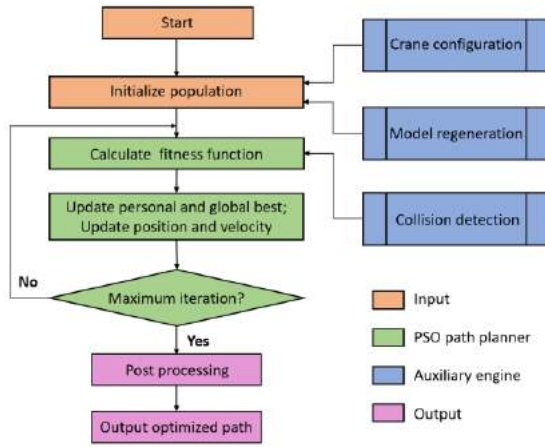 Start
Crane configuration
Initialize population
Model regeneration
Calculate fitness function
Update personal and global best;
Update position and velocity
Collision detection
No
Maximum iteration?
Yes
Post processing
Output optimized path
Input
PSO path planner
Auxiliary engine
Output